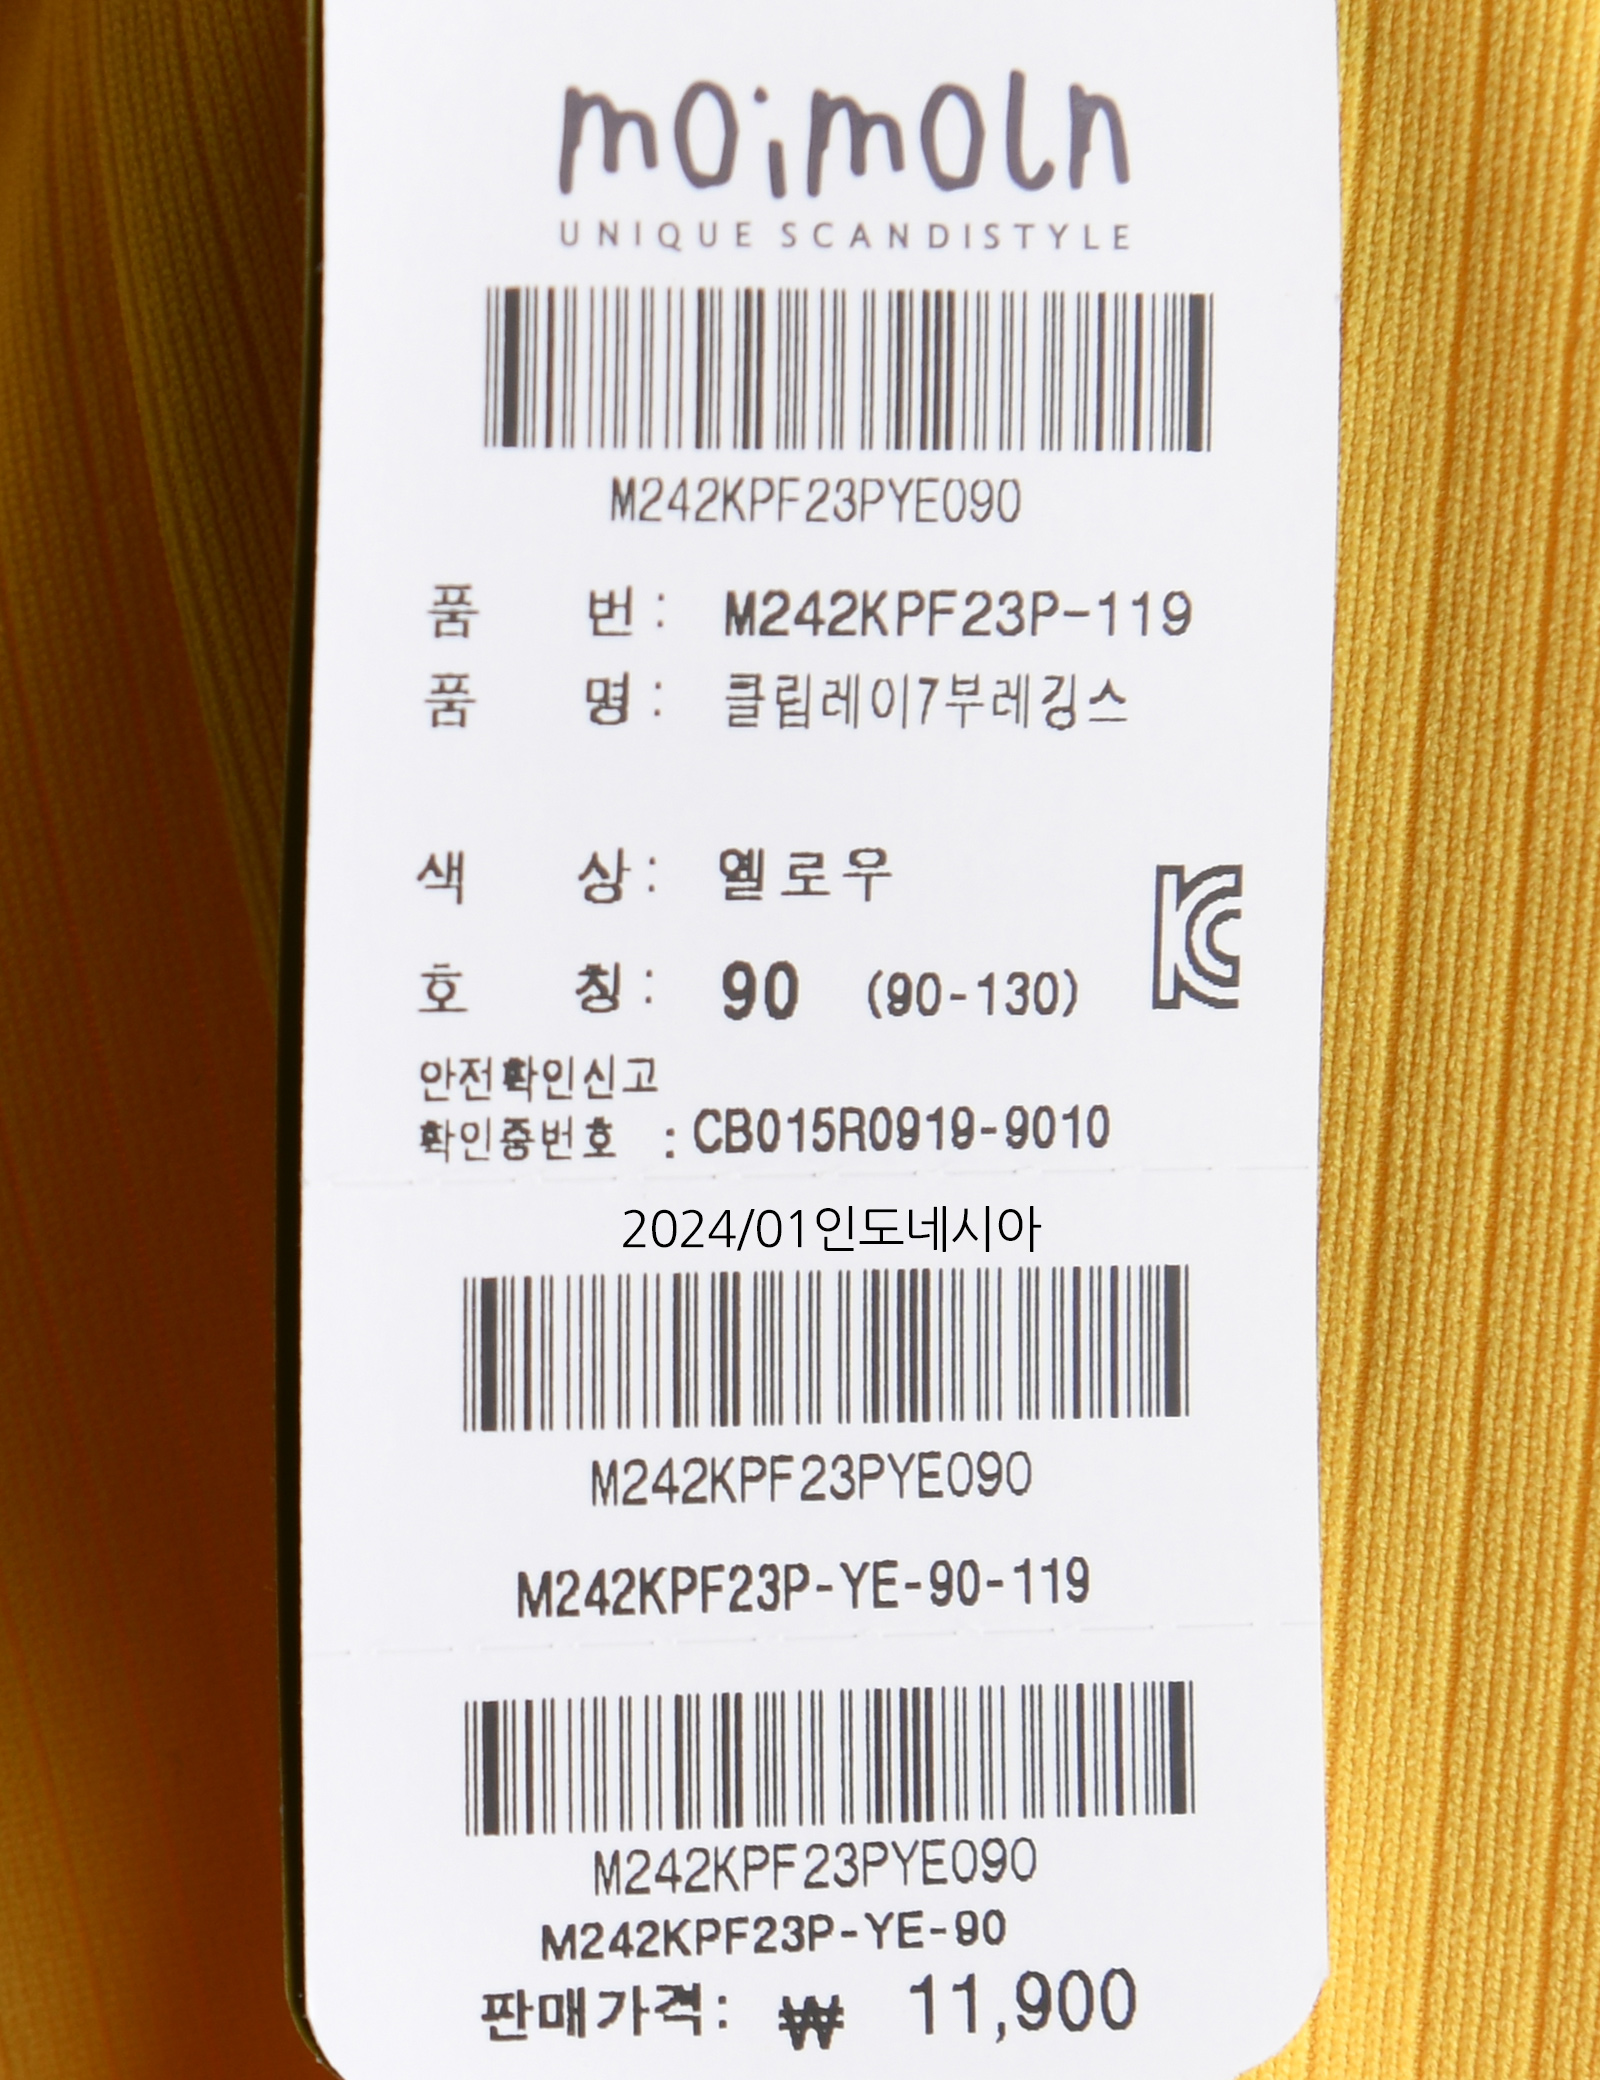 moimoln
UNIQUE SCANDISTYLE
M242KPF23PYE090
품 번 : M242KPF23P-119
품 명 : 클립레이7부레깅스
색 상 : 옐로우
호 칭 : 90 (90-130)
안전확인신고
확인증번호 : CB015R0919-9010
2024/01인도네시아
M242KPF23PYE090
M242KPF23P-YE-90-119
M242KPF23PYE090
M242KPF23P-YE-90
판매가격: ₩ 11,900